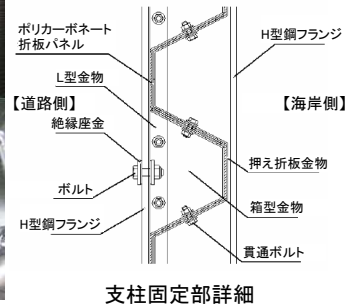 ポリカーボネート
折板パネル
H型鋼フランジ
L型金物
【道路側】
【海岸側】
絶縁座金
押え折板金物
ボルト
箱型金物
H型鋼フランジ
貫通ボルト
支柱固定部詳細